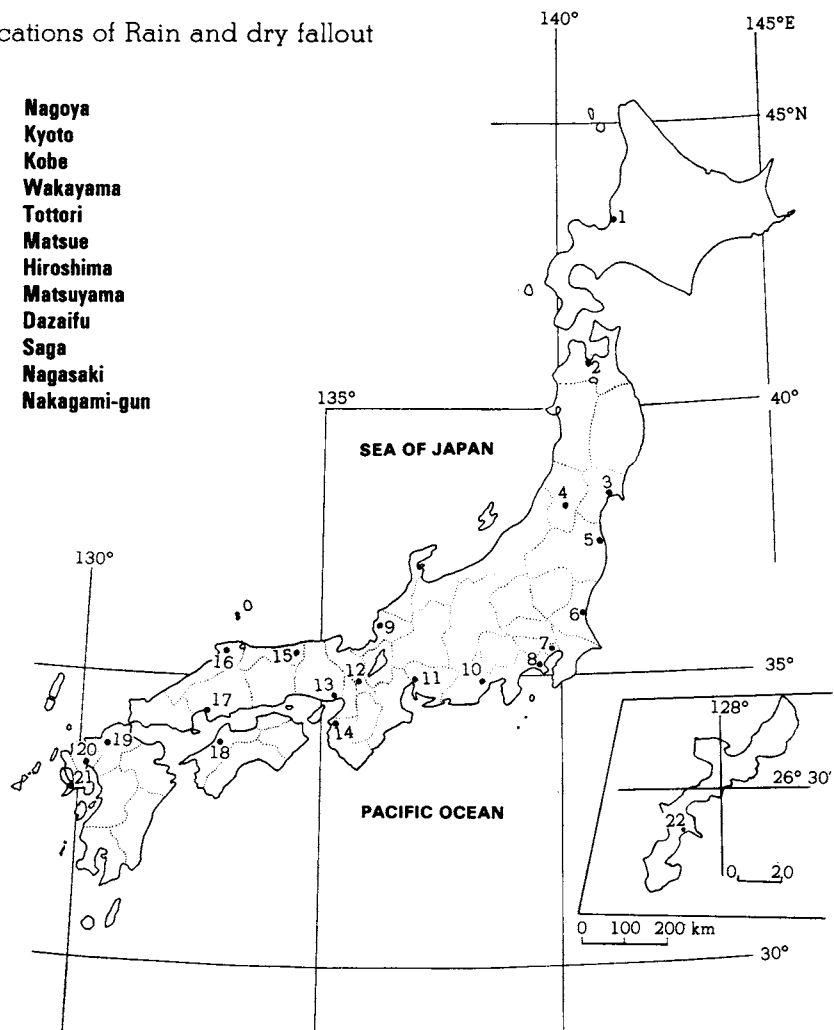 cations of Rain and dry fallout
Nagoya
Kyoto
Kobe
Wakayama
Tottori
Matsue
Hiroshima
Matsuyama
Dazaifu
Saga
Nagasaki
Nakagami-gun
140°
145°E
45°N
1
2
135°
40°
SEA OF JAPAN
3
4
5
130°
6
9
7
16
15
8
12
11
10
35°
13
17
14
128°
19
18
20
21
26° 30′
PACIFIC OCEAN
22
0 20
0 100 200 km
30°